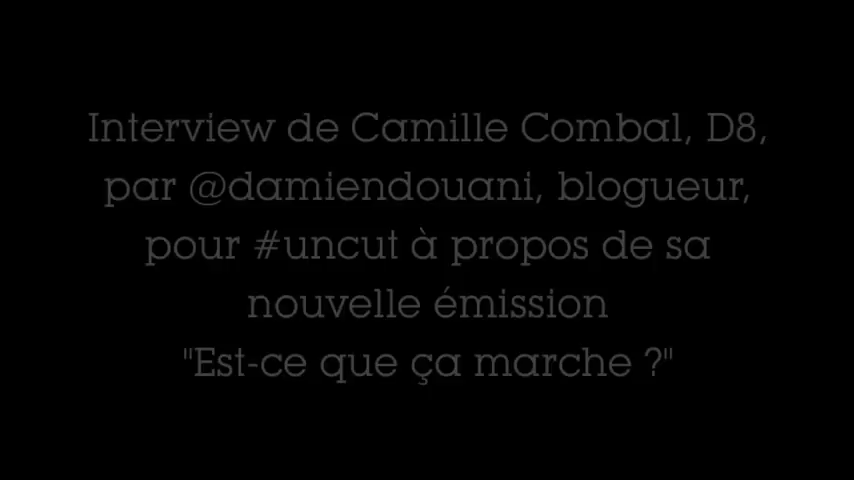 Interview de Camille Combal, D8,
par @damiendouani, blogueur,
pour #uncut à propos de sa
nouvelle émission
"Est-ce que ça marche ?"